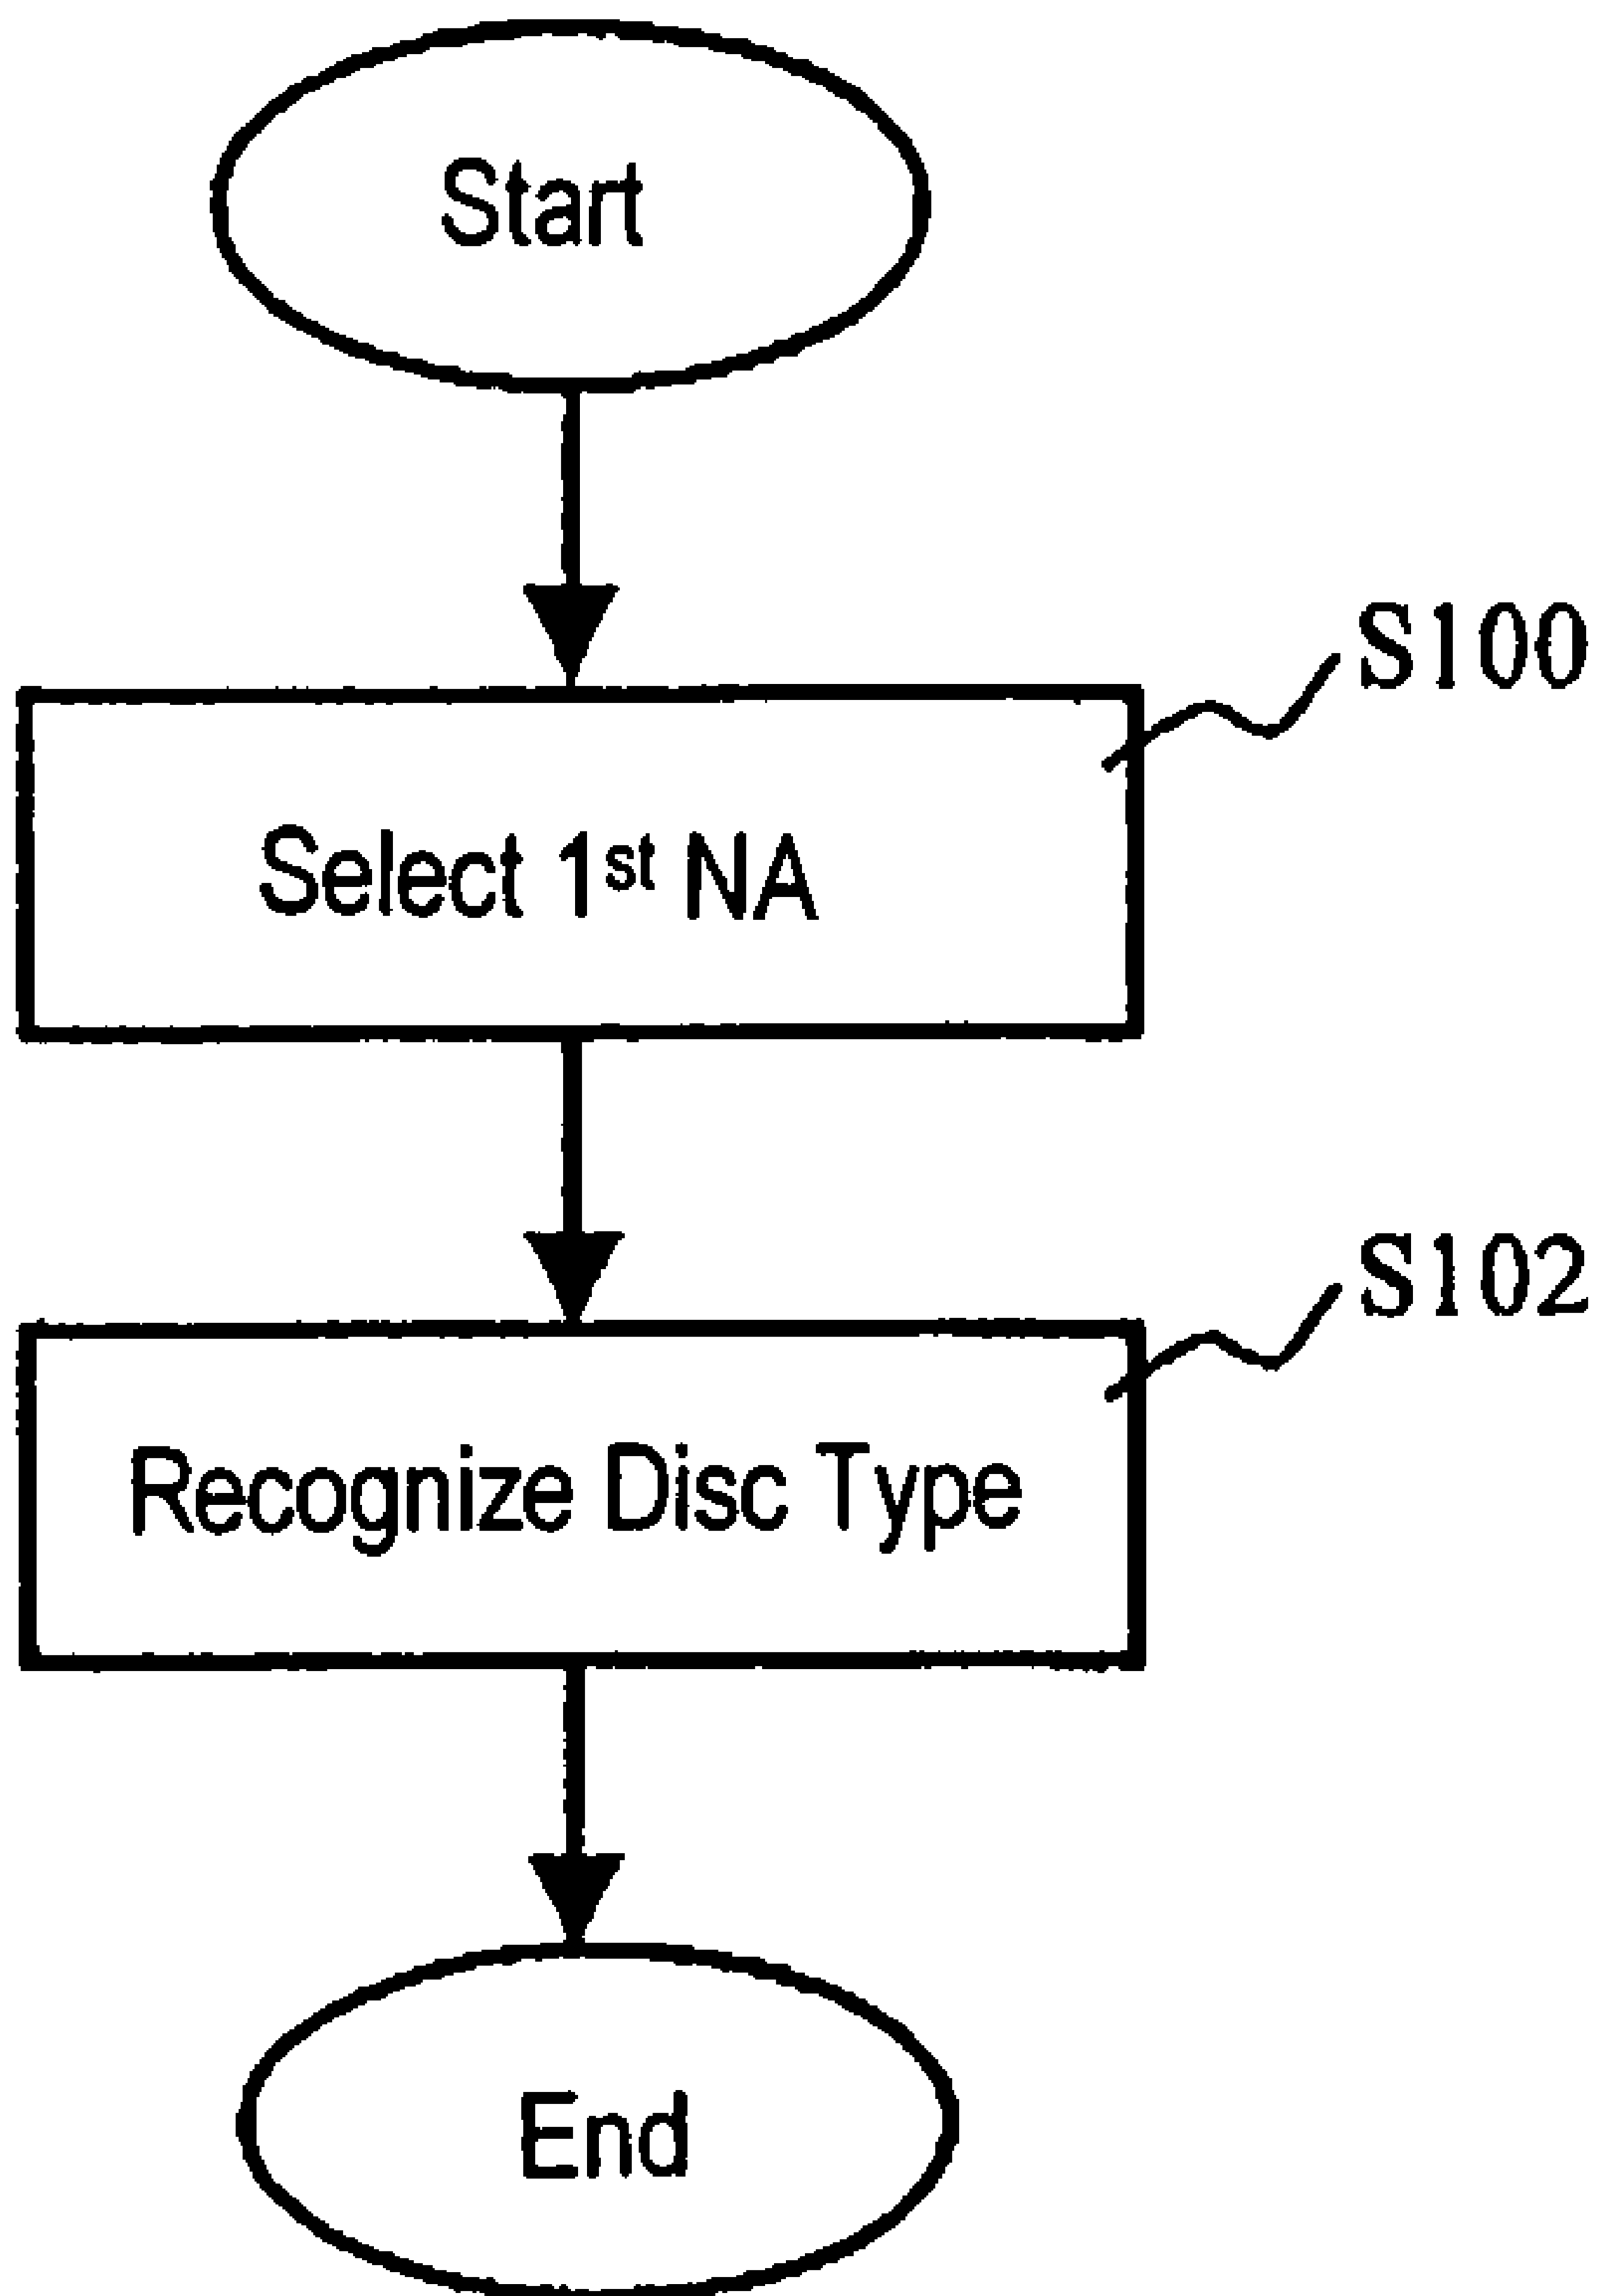 Start
S100
Select 1st NA
S102
Recognize Disc Type
End